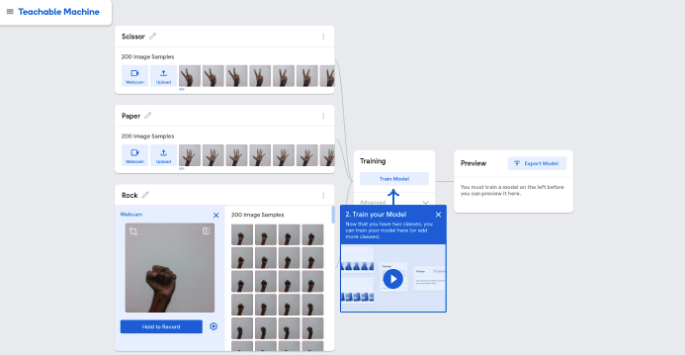 Teachable Machine
Scissor
200 Image Samples
Webcam
Upload
Paper
200 Image Samples
Webcam
Upload
Rock
Webcam
Hold to Record
200 Image Samples
Training
Train Model
Advanced
2. Train your Model
Now that you have two classes, you
can train your model here (or add
more classes)
Preview
Export Model
You must train a model on the left before
you can preview it here.